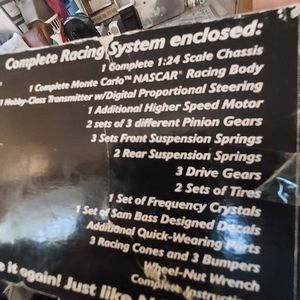 Complete Racing System enclosed:
1 Complete 1:24 Scale Chassis
1 Complete Monte Carlo™ NASCAR® Racing Body
1 Hobby-Class Transmitter w/Digital Proportional Steering
1 Additional Higher Speed Motor
2 sets of 3 different Pinion Gears
3 Sets Front Suspension Springs
2 Rear Suspension Springs
3 Drive Gears
2 Sets of Tires
1 Set of Frequency Crystals
1 Set of Sam Bass Designed Decals
Additional Quick-Wearing Parts
3 Racing Cones and 3 Bumpers
Wheel-Nut Wrench
Complete
it again! Just like